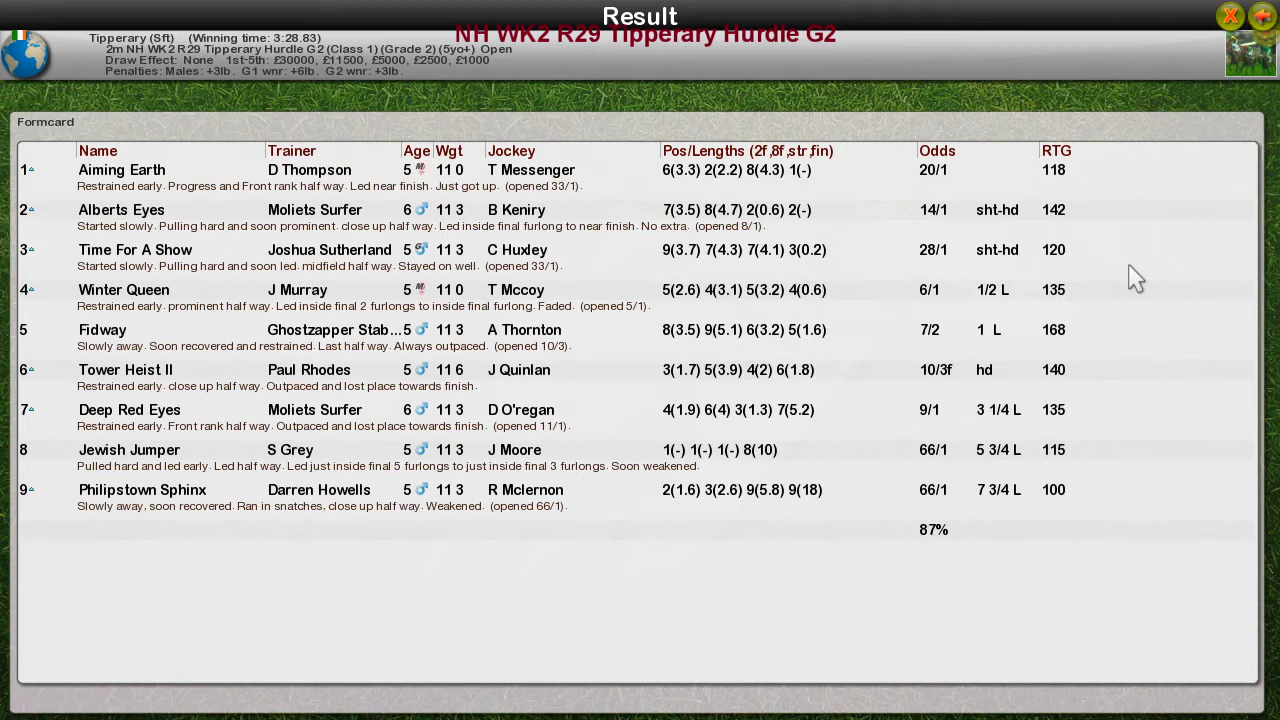 Result
NH WK2 R29 Tipperary Hurdle G2
Tipperary (Sft) (Winning time: 3:28.83)
2m NH WK2 R29 Tipperary Hurdle G2 (Class 1) (Grade 2) (5yo+) Open
Draw Effect: None 1st-5th: £30000, £11500, £5000, £2500, £1000
Penalties: Males: +3lb. G1 wnr: +6lb. G2 wnr: +3lb.
Formcard
Name Trainer Age Wgt Jockey Pos/Lengths (2f,8f,str,fin) Odds RTG
1 Aiming Earth D Thompson 5 11 0 T Messenger 6(3.3) 2(2.2) 8(4.3) 1(-) 20/1 118
Restrained early. Progress and Front rank half way. Led near finish. Just got up. (opened 33/1).
2 Alberts Eyes Moliets Surfer 6 11 3 B Keniry 7(3.5) 8(4.7) 2(0.6) 2(-) 14/1 sht-hd 142
Started slowly. Pulling hard and soon prominent. close up half way. Led inside final furlong to near finish. No extra. (opened 8/1).
3 Time For A Show Joshua Sutherland 5 11 3 C Huxley 9(3.7) 7(4.3) 7(4.1) 3(0.2) 28/1 sht-hd 120
Started slowly. Pulling hard and soon led. midfield half way. Stayed on well. (opened 33/1).
4 Winter Queen J Murray 5 11 0 T Mccoy 5(2.6) 4(3.1) 5(3.2) 4(0.6) 6/1 1/2 L 135
Restrained early. prominent half way. Led inside final 2 furlongs to inside final furlong. Faded. (opened 5/1).
5 Fidway Ghostzapper Stab... 5 11 3 A Thornton 8(3.5) 9(5.1) 6(3.2) 5(1.6) 7/2 1 L 168
Slowly away. Soon recovered and restrained. Last half way. Always outpaced. (opened 10/3).
6 Tower Heist II Paul Rhodes 5 11 6 J Quinlan 3(1.7) 5(3.9) 4(2) 6(1.8) 10/3f hd 140
Restrained early. close up half way. Outpaced and lost place towards finish.
7 Deep Red Eyes Moliets Surfer 6 11 3 D O'regan 4(1.9) 6(4) 3(1.3) 7(5.2) 9/1 3 1/4 L 135
Restrained early. Front rank half way. Outpaced and lost place towards finish. (opened 11/1).
8 Jewish Jumper S Grey 5 11 3 J Moore 1(-) 1(-) 1(-) 8(10) 66/1 5 3/4 L 115
Pulled hard and led early. Led half way. Led just inside final 5 furlongs to just inside final 3 furlongs. Soon weakened.
9 Philipstown Sphinx Darren Howells 5 11 3 R Mclernon 2(1.6) 3(2.6) 9(5.8) 9(18) 66/1 7 3/4 L 100
Slowly away, soon recovered. Ran in snatches, close up half way. Weakened. (opened 66/1).
87%